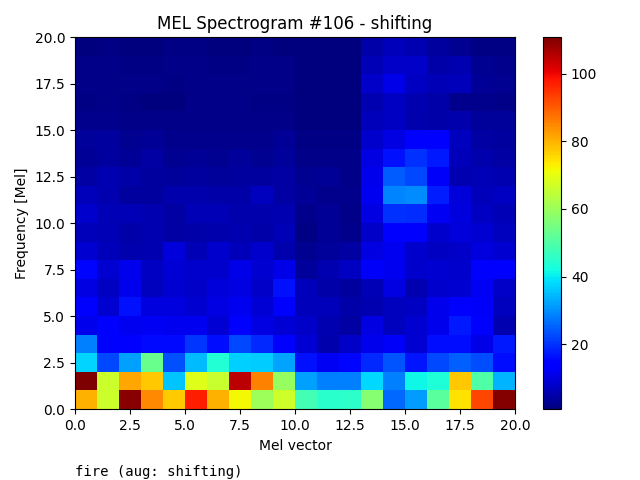 MEL Spectrogram #106 - shifting
20.0
17.5
15.0
12.5
10.0
7.5
5.0
2.5
0.0
Frequency [Mel]
0.0 2.5 5.0 7.5 10.0 12.5 15.0 17.5 20.0
Mel vector
100
80
60
40
20
fire (aug: shifting)